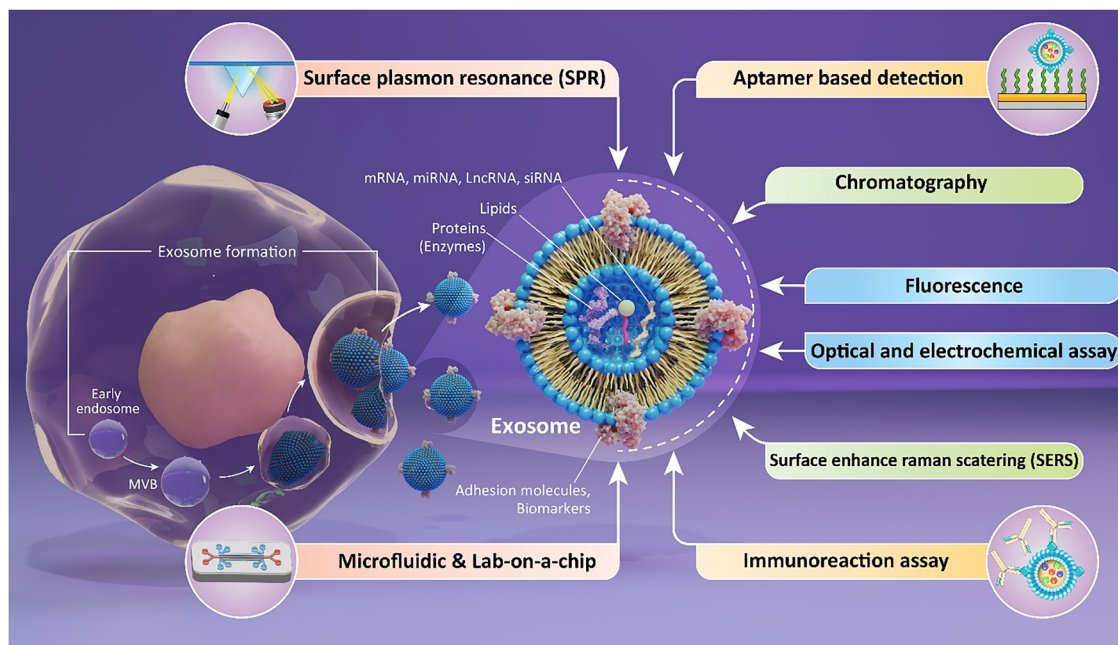 Surface plasmon resonance (SPR)
Aptamer based detection
mRNA, miRNA, LncRNA, siRNA
Lipids
Proteins
(Enzymes)
Chromatography
Exosome formation
Fluorescence
Optical and electrochemical assay
Early
endosome
MVB
Exosome
Surface enhance raman scatering (SERS)
Adhesion molecules,
Biomarkers
Microfluidic & Lab-on-a-chip
Immunoreaction assay